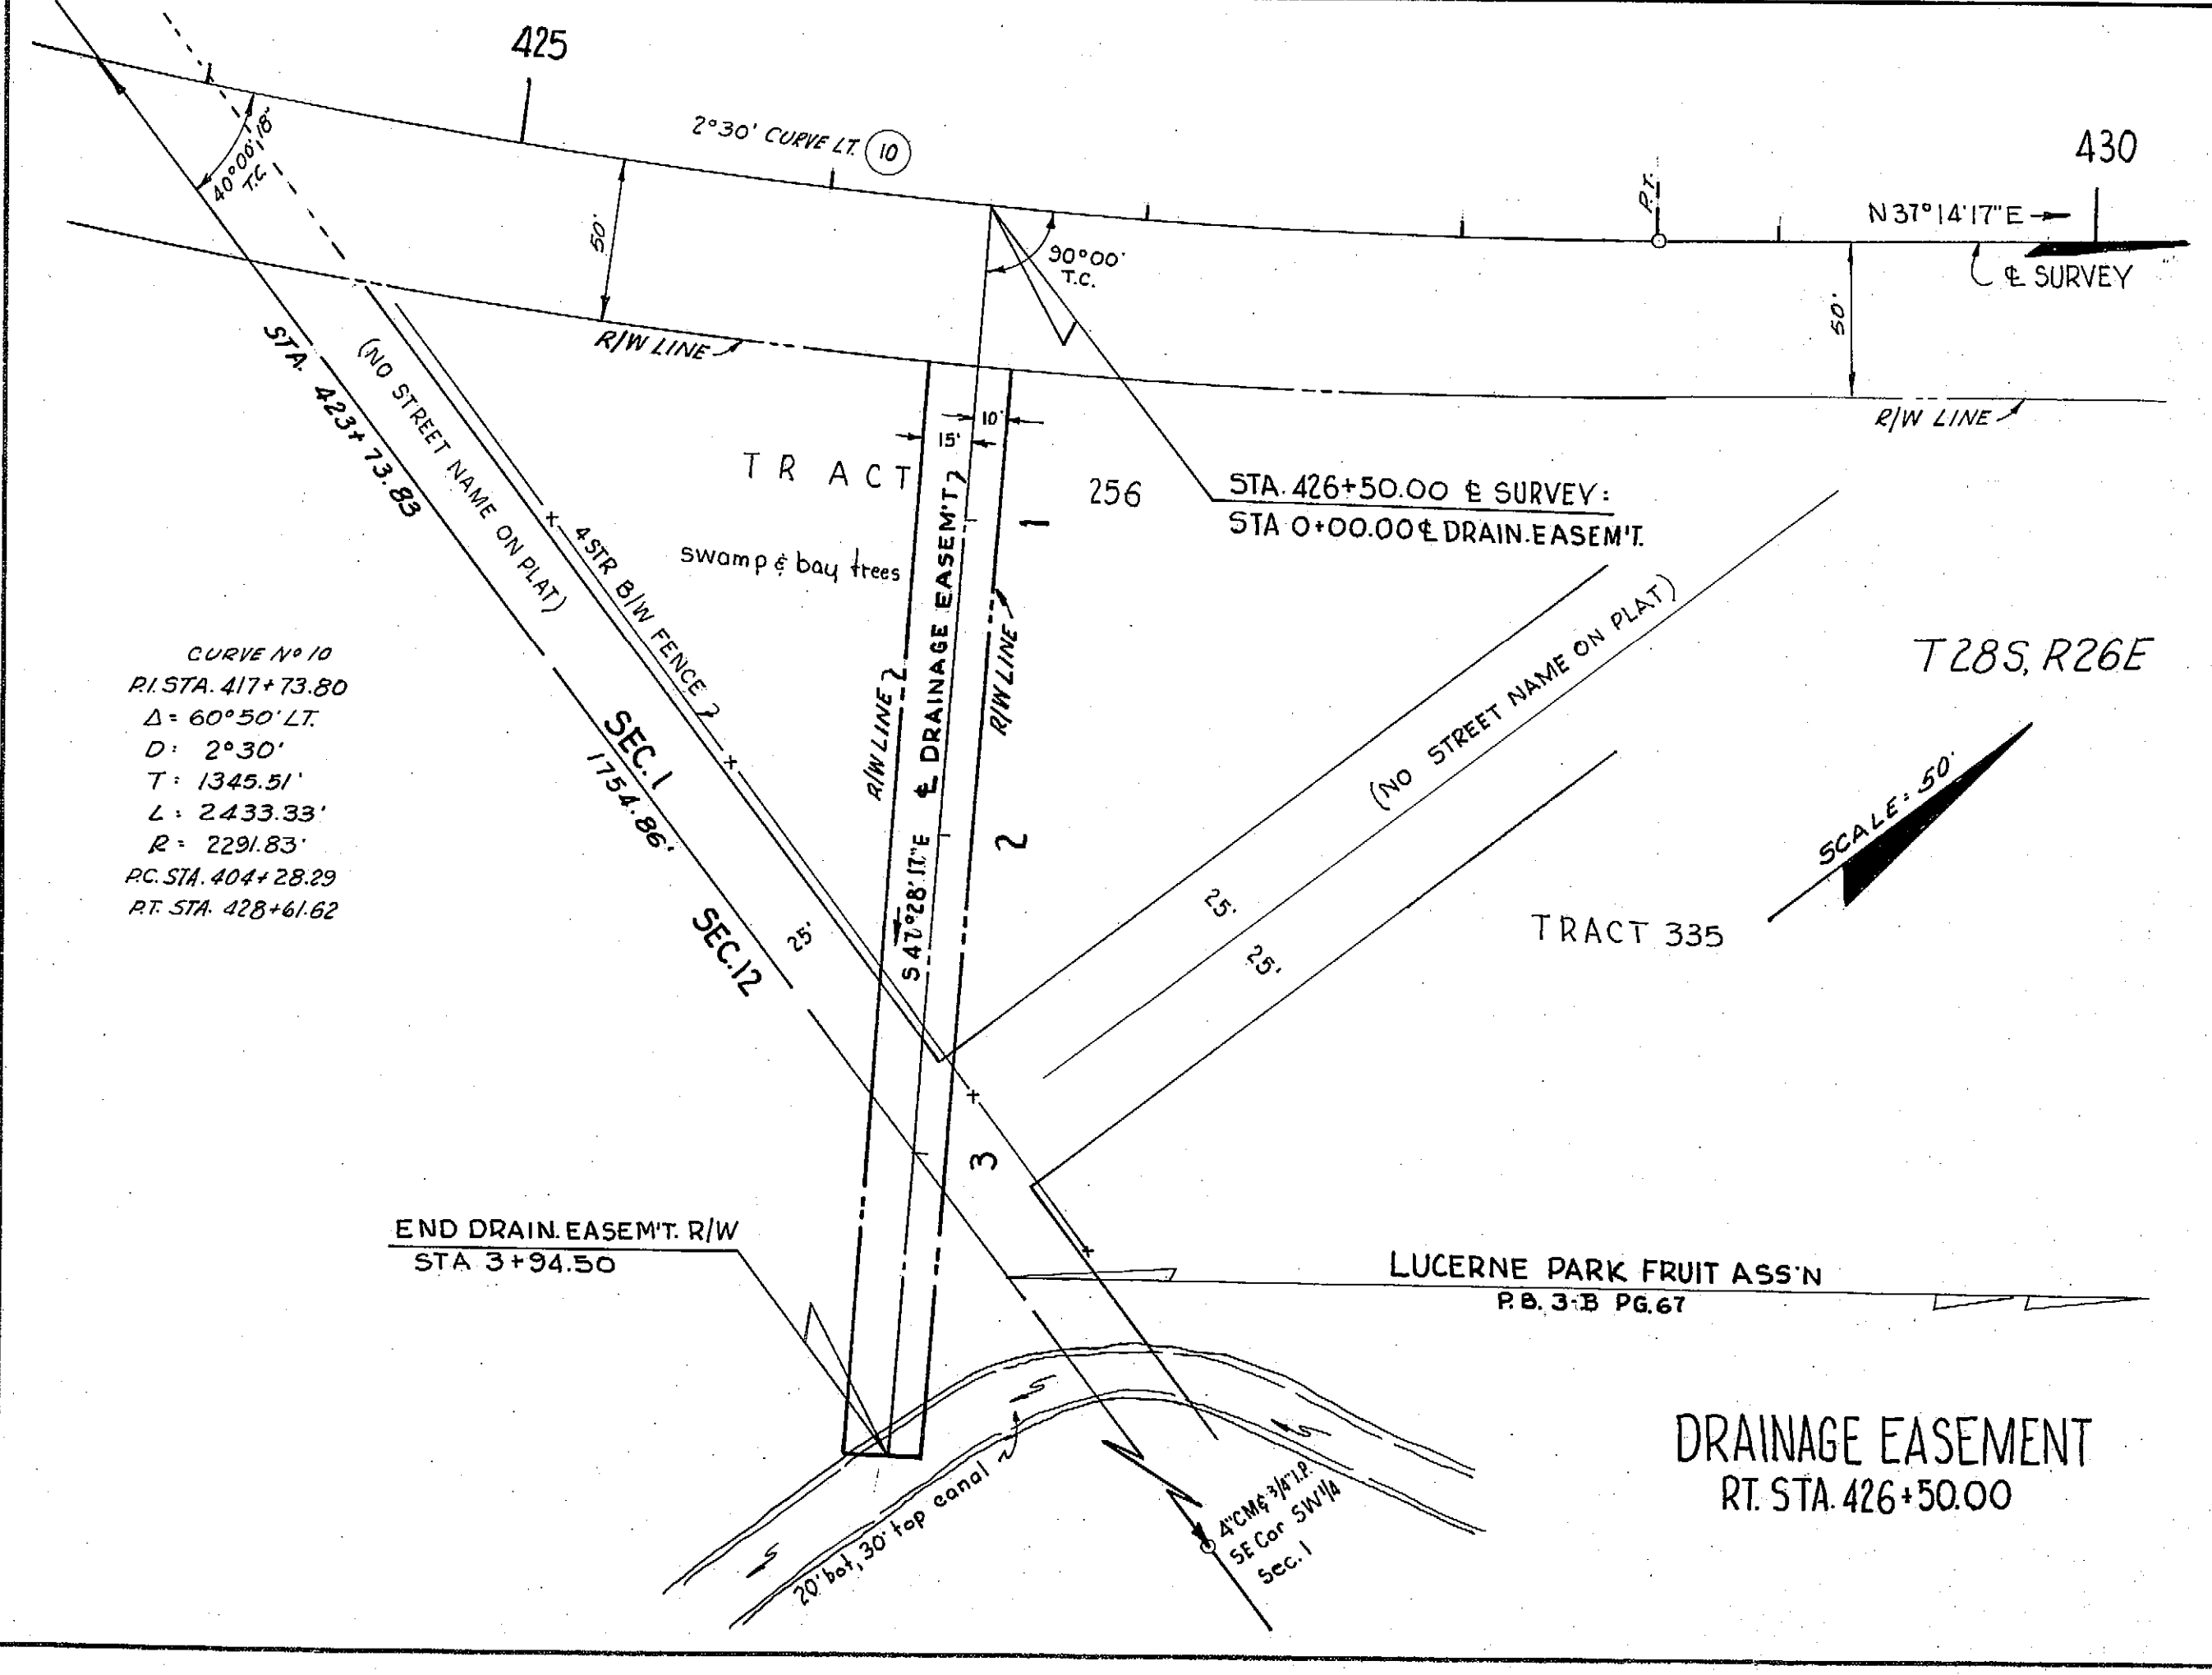 425
2°30' CURVE LT. 10
430
P.T.
N 37°14'17"E
℄ SURVEY
40°00'18"
T.C.
50'
90°00'
T.C.
50'
R/W LINE
R/W LINE
STA. 423+73.83
(NO STREET NAME ON PLAT)
4 STR B/W FENCE
10'
15'
TRACT 256
1
STA. 426+50.00 ℄ SURVEY:
STA 0+00.00 ℄ DRAIN. EASEM'T.
swamp & bay trees
℄ DRAINAGE EASEM'T
R/W LINE
R/W LINE
℄ DRAINAGE EASEM'T
S 47°28'17"E
2
(NO STREET NAME ON PLAT)
T28S, R26E
CURVE Nº 10
P.I. STA. 417+73.80
Δ= 60°50' LT.
D: 2°30'
T: 1345.51'
L: 2433.33'
R: 2291.83'
P.C. STA. 404+28.29
P.T. STA. 428+61.62
SEC. 1
1754.86'
SEC. 12
25'
25'
25'
SCALE: 50'
TRACT 335
3
END DRAIN. EASEM'T. R/W
STA 3+94.50
LUCERNE PARK FRUIT ASS'N
P.B. 3-B PG. 67
20' bot, 30' top canal
4"CM & 3/4" I.P.
SE Cor SW 1/4
Sec. 1
DRAINAGE EASEMENT
RT. STA. 426+50.00